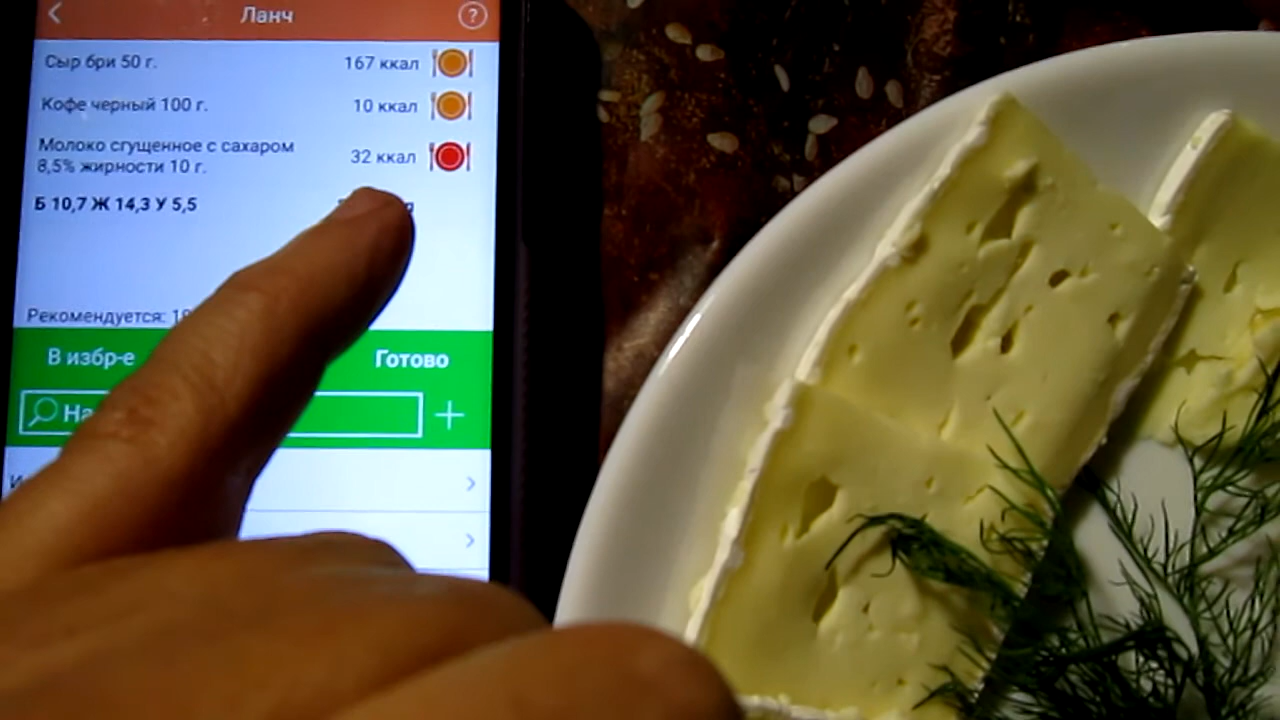 Ланч ?
Сыр бри 50 г. 167 ккал
Кофе черный 100 г. 10 ккал
Молоко сгущенное с сахаром
8,5% жирности 10 г. 32 ккал
Б 10,7 Ж 14,3 У 5,5
Рекомендуется:
В избр-е Готово